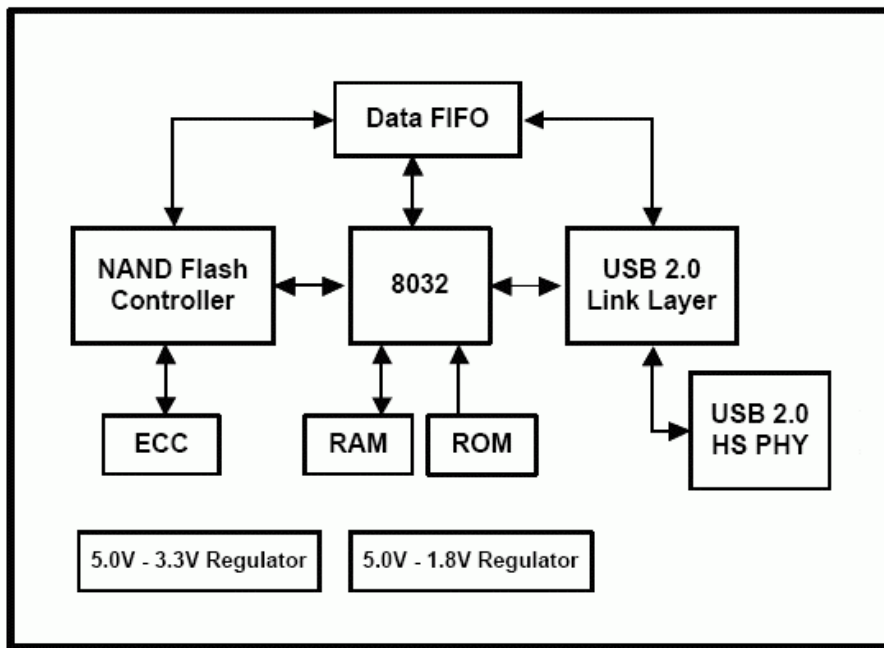 Data FIFO
NAND Flash
Controller
8032
USB 2.0
Link Layer
ECC
RAM
ROM
USB 2.0
HS PHY
5.0V - 3.3V Regulator
5.0V - 1.8V Regulator